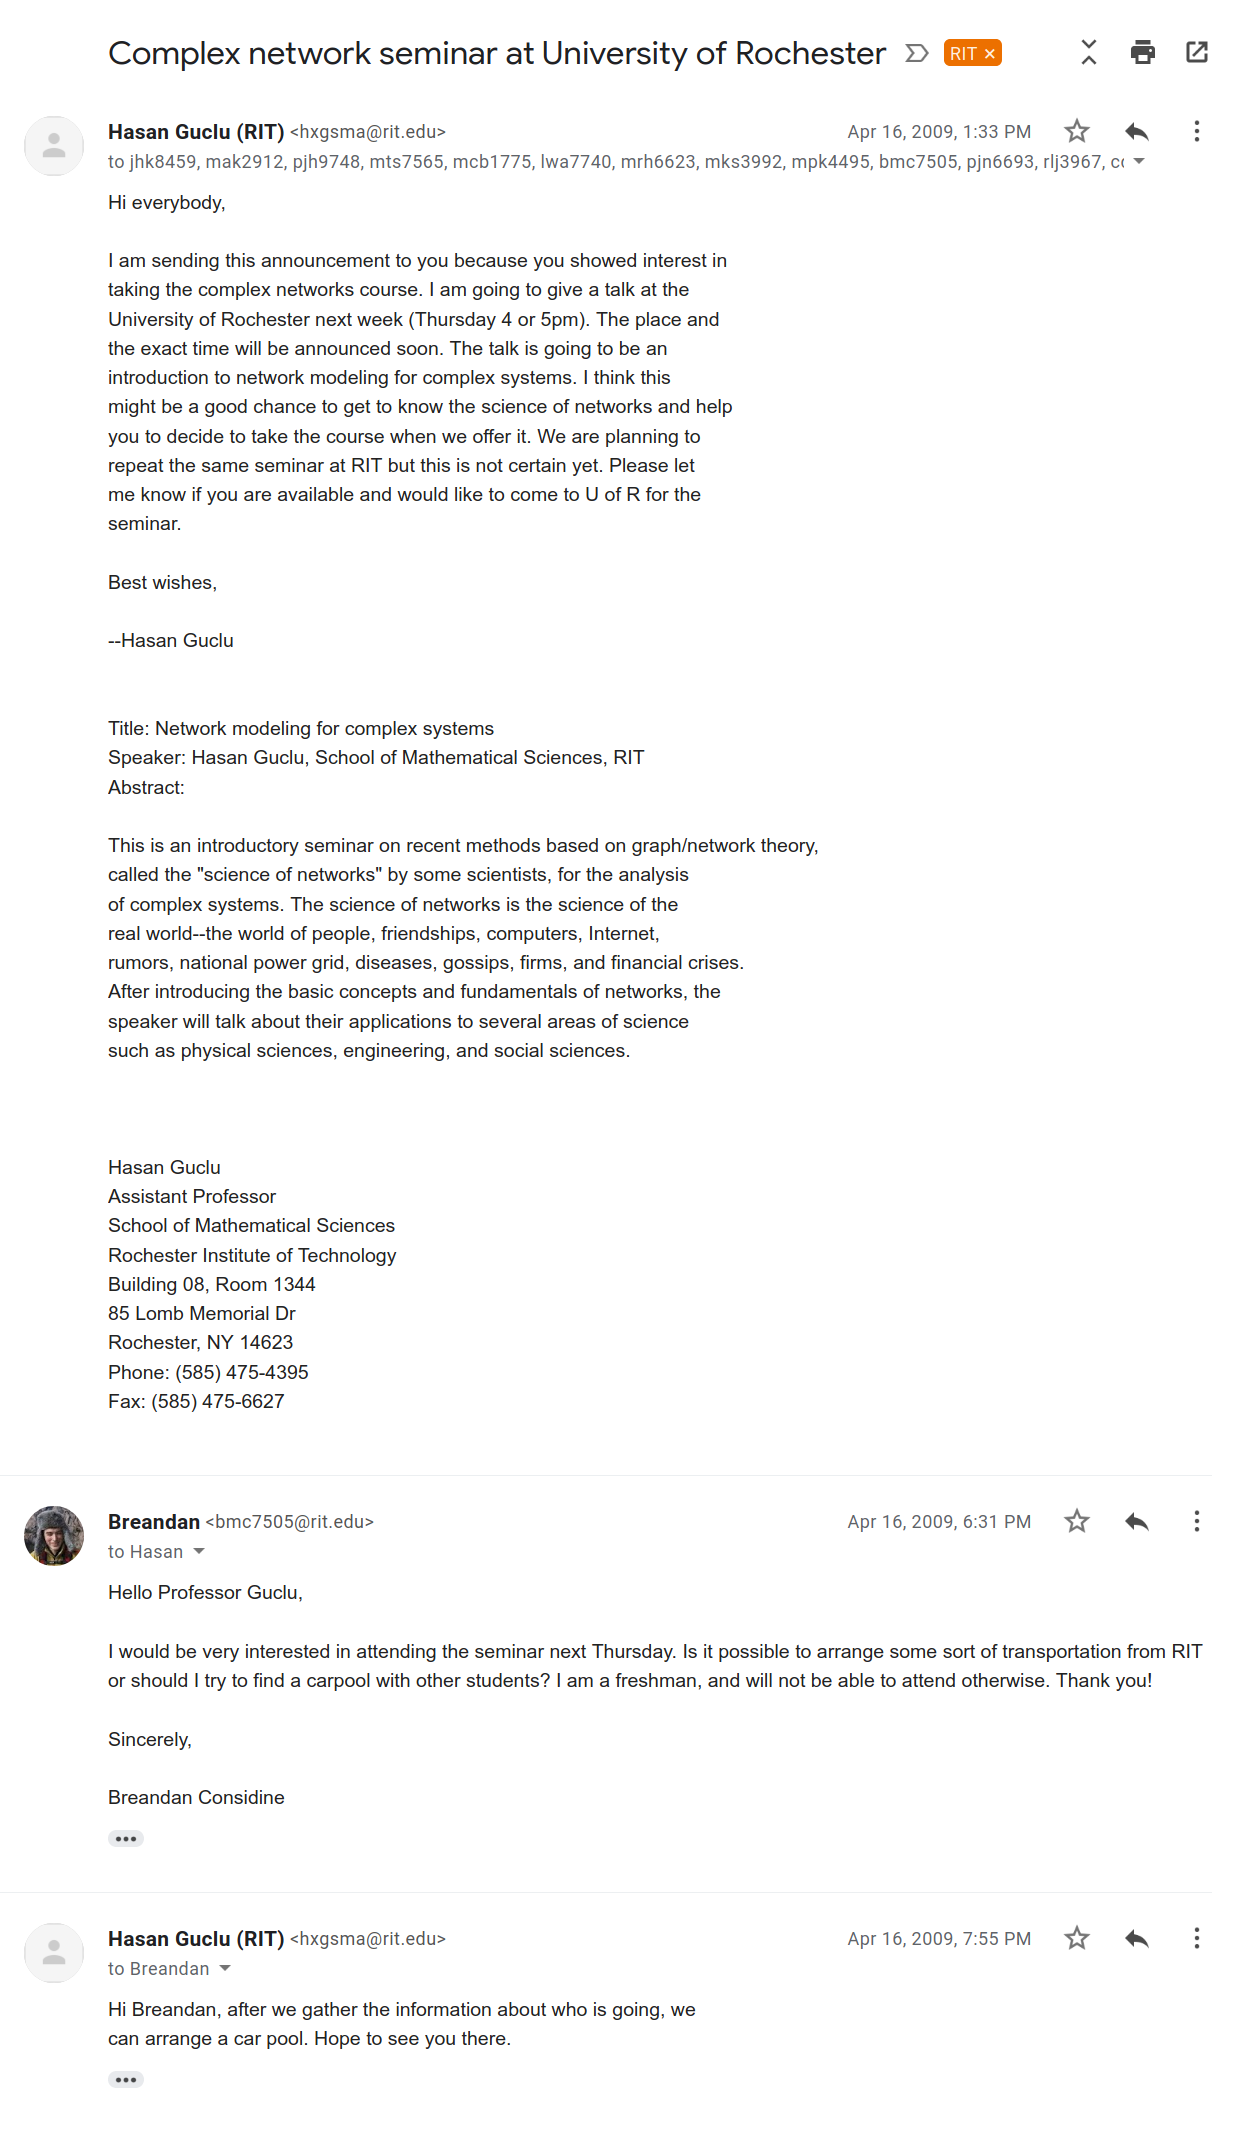 Complex network seminar at University of Rochester RIT ×
Hasan Guclu (RIT) <hxgsma@rit.edu> Apr 16, 2009, 1:33 PM
to jhk8459, mak2912, pjh9748, mts7565, mcb1775, lwa7740, mrh6623, mks3992, mpk4495, bmc7505, pjn6693, rlj3967,
Hi everybody,
I am sending this announcement to you because you showed interest in
taking the complex networks course. I am going to give a talk at the
University of Rochester next week (Thursday 4 or 5pm). The place and
the exact time will be announced soon. The talk is going to be an
introduction to network modeling for complex systems. I think this
might be a good chance to get to know the science of networks and help
you to decide to take the course when we offer it. We are planning to
repeat the same seminar at RIT but this is not certain yet. Please let
me know if you are available and would like to come to U of R for the
seminar.
Best wishes,
--Hasan Guclu
Title: Network modeling for complex systems
Speaker: Hasan Guclu, School of Mathematical Sciences, RIT
Abstract:
This is an introductory seminar on recent methods based on graph/network theory,
called the "science of networks" by some scientists, for the analysis
of complex systems. The science of networks is the science of the
real world--the world of people, friendships, computers, Internet,
rumors, national power grid, diseases, gossips, firms, and financial crises.
After introducing the basic concepts and fundamentals of networks, the
speaker will talk about their applications to several areas of science
such as physical sciences, engineering, and social sciences.
Hasan Guclu
Assistant Professor
School of Mathematical Sciences
Rochester Institute of Technology
Building 08, Room 1344
85 Lomb Memorial Dr
Rochester, NY 14623
Phone: (585) 475-4395
Fax: (585) 475-6627
Breandan <bmc7505@rit.edu> Apr 16, 2009, 6:31 PM
to Hasan
Hello Professor Guclu,
I would be very interested in attending the seminar next Thursday. Is it possible to arrange some sort of transportation from RIT
or should I try to find a carpool with other students? I am a freshman, and will not be able to attend otherwise. Thank you!
Sincerely,
Breandan Considine
Hasan Guclu (RIT) <hxgsma@rit.edu> Apr 16, 2009, 7:55 PM
to Breandan
Hi Breandan, after we gather the information about who is going, we
can arrange a car pool. Hope to see you there.